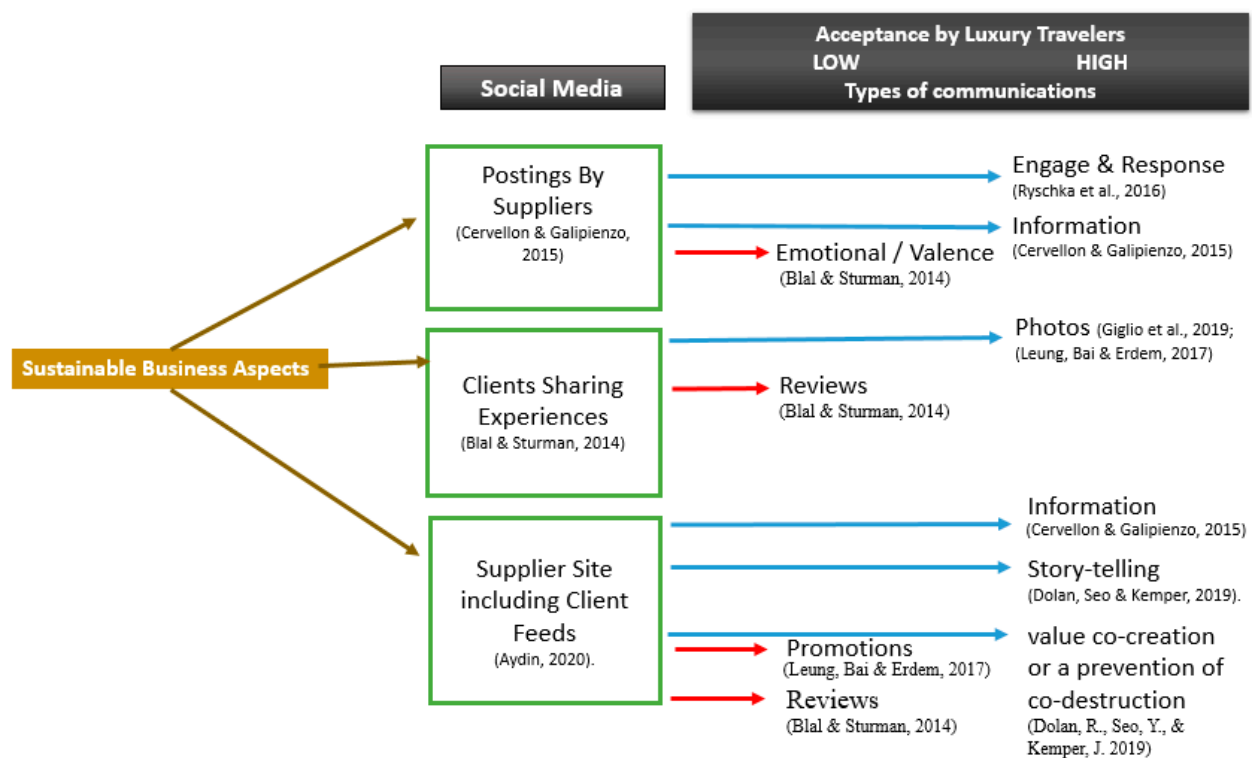 Acceptance by Luxury Travelers
LOW HIGH
Types of communications
Social Media
Postings By
Suppliers
(Cervellon & Galipienzo,
2015)
Engage & Response
(Ryschka et al., 2016)
Information
(Cervellon & Galipienzo, 2015)
Emotional / Valence
(Blal & Sturman, 2014)
Sustainable Business Aspects
Clients Sharing
Experiences
(Blal & Sturman, 2014)
Photos (Giglio et al., 2019;
(Leung, Bai & Erdem, 2017)
Reviews
(Blal & Sturman, 2014)
Supplier Site
including Client
Feeds
(Aydin, 2020).
Information
(Cervellon & Galipienzo, 2015)
Story-telling
(Dolan, Seo & Kemper, 2019).
value co-creation
or a prevention of
co-destruction
(Dolan, R., Seo, Y., &
Kemper, J. 2019)
Promotions
(Leung, Bai & Erdem, 2017)
Reviews
(Blal & Sturman, 2014)